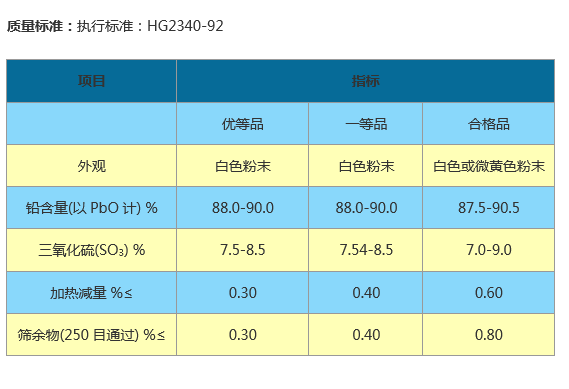 质量标准：执行标准：HG2340-92
项目 指标
优等品 一等品 合格品
外观 白色粉末 白色粉末 白色或微黄色粉末
铅含量(以 PbO 计) % 88.0-90.0 88.0-90.0 87.5-90.5
三氧化硫(SO₃) % 7.5-8.5 7.54-8.5 7.0-9.0
加热减量 %≤ 0.30 0.40 0.60
筛余物(250 目通过) %≤ 0.30 0.40 0.80